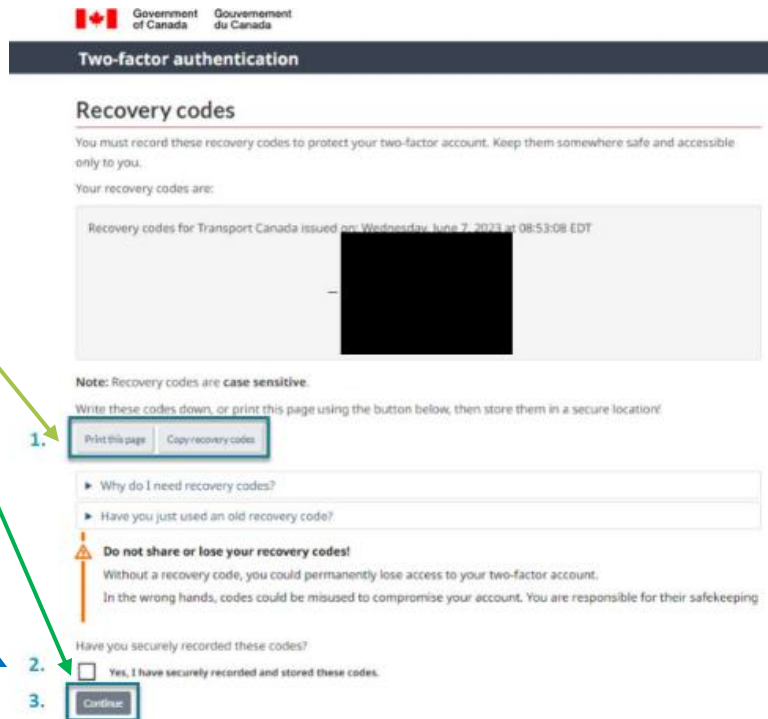 Government Gouvernement
of Canada du Canada
Two-factor authentication
Recovery codes
You must record these recovery codes to protect your two-factor account. Keep them somewhere safe and accessible
only to you.
Your recovery codes are:
Recovery codes for Transport Canada issued on: Wednesday, June 7, 2023 at 08:53:08 EDT
Note: Recovery codes are case sensitive.
Write these codes down, or print this page using the button below, then store them in a secure location!
1. Print this page Copy recovery codes
Why do I need recovery codes?
Have you just used an old recovery code?
Do not share or lose your recovery codes!
Without a recovery code, you could permanently lose access to your two-factor account.
In the wrong hands, codes could be misused to compromise your account. You are responsible for their safekeeping
Have you securely recorded these codes?
2. Yes, I have securely recorded and stored these codes.
3. Continue